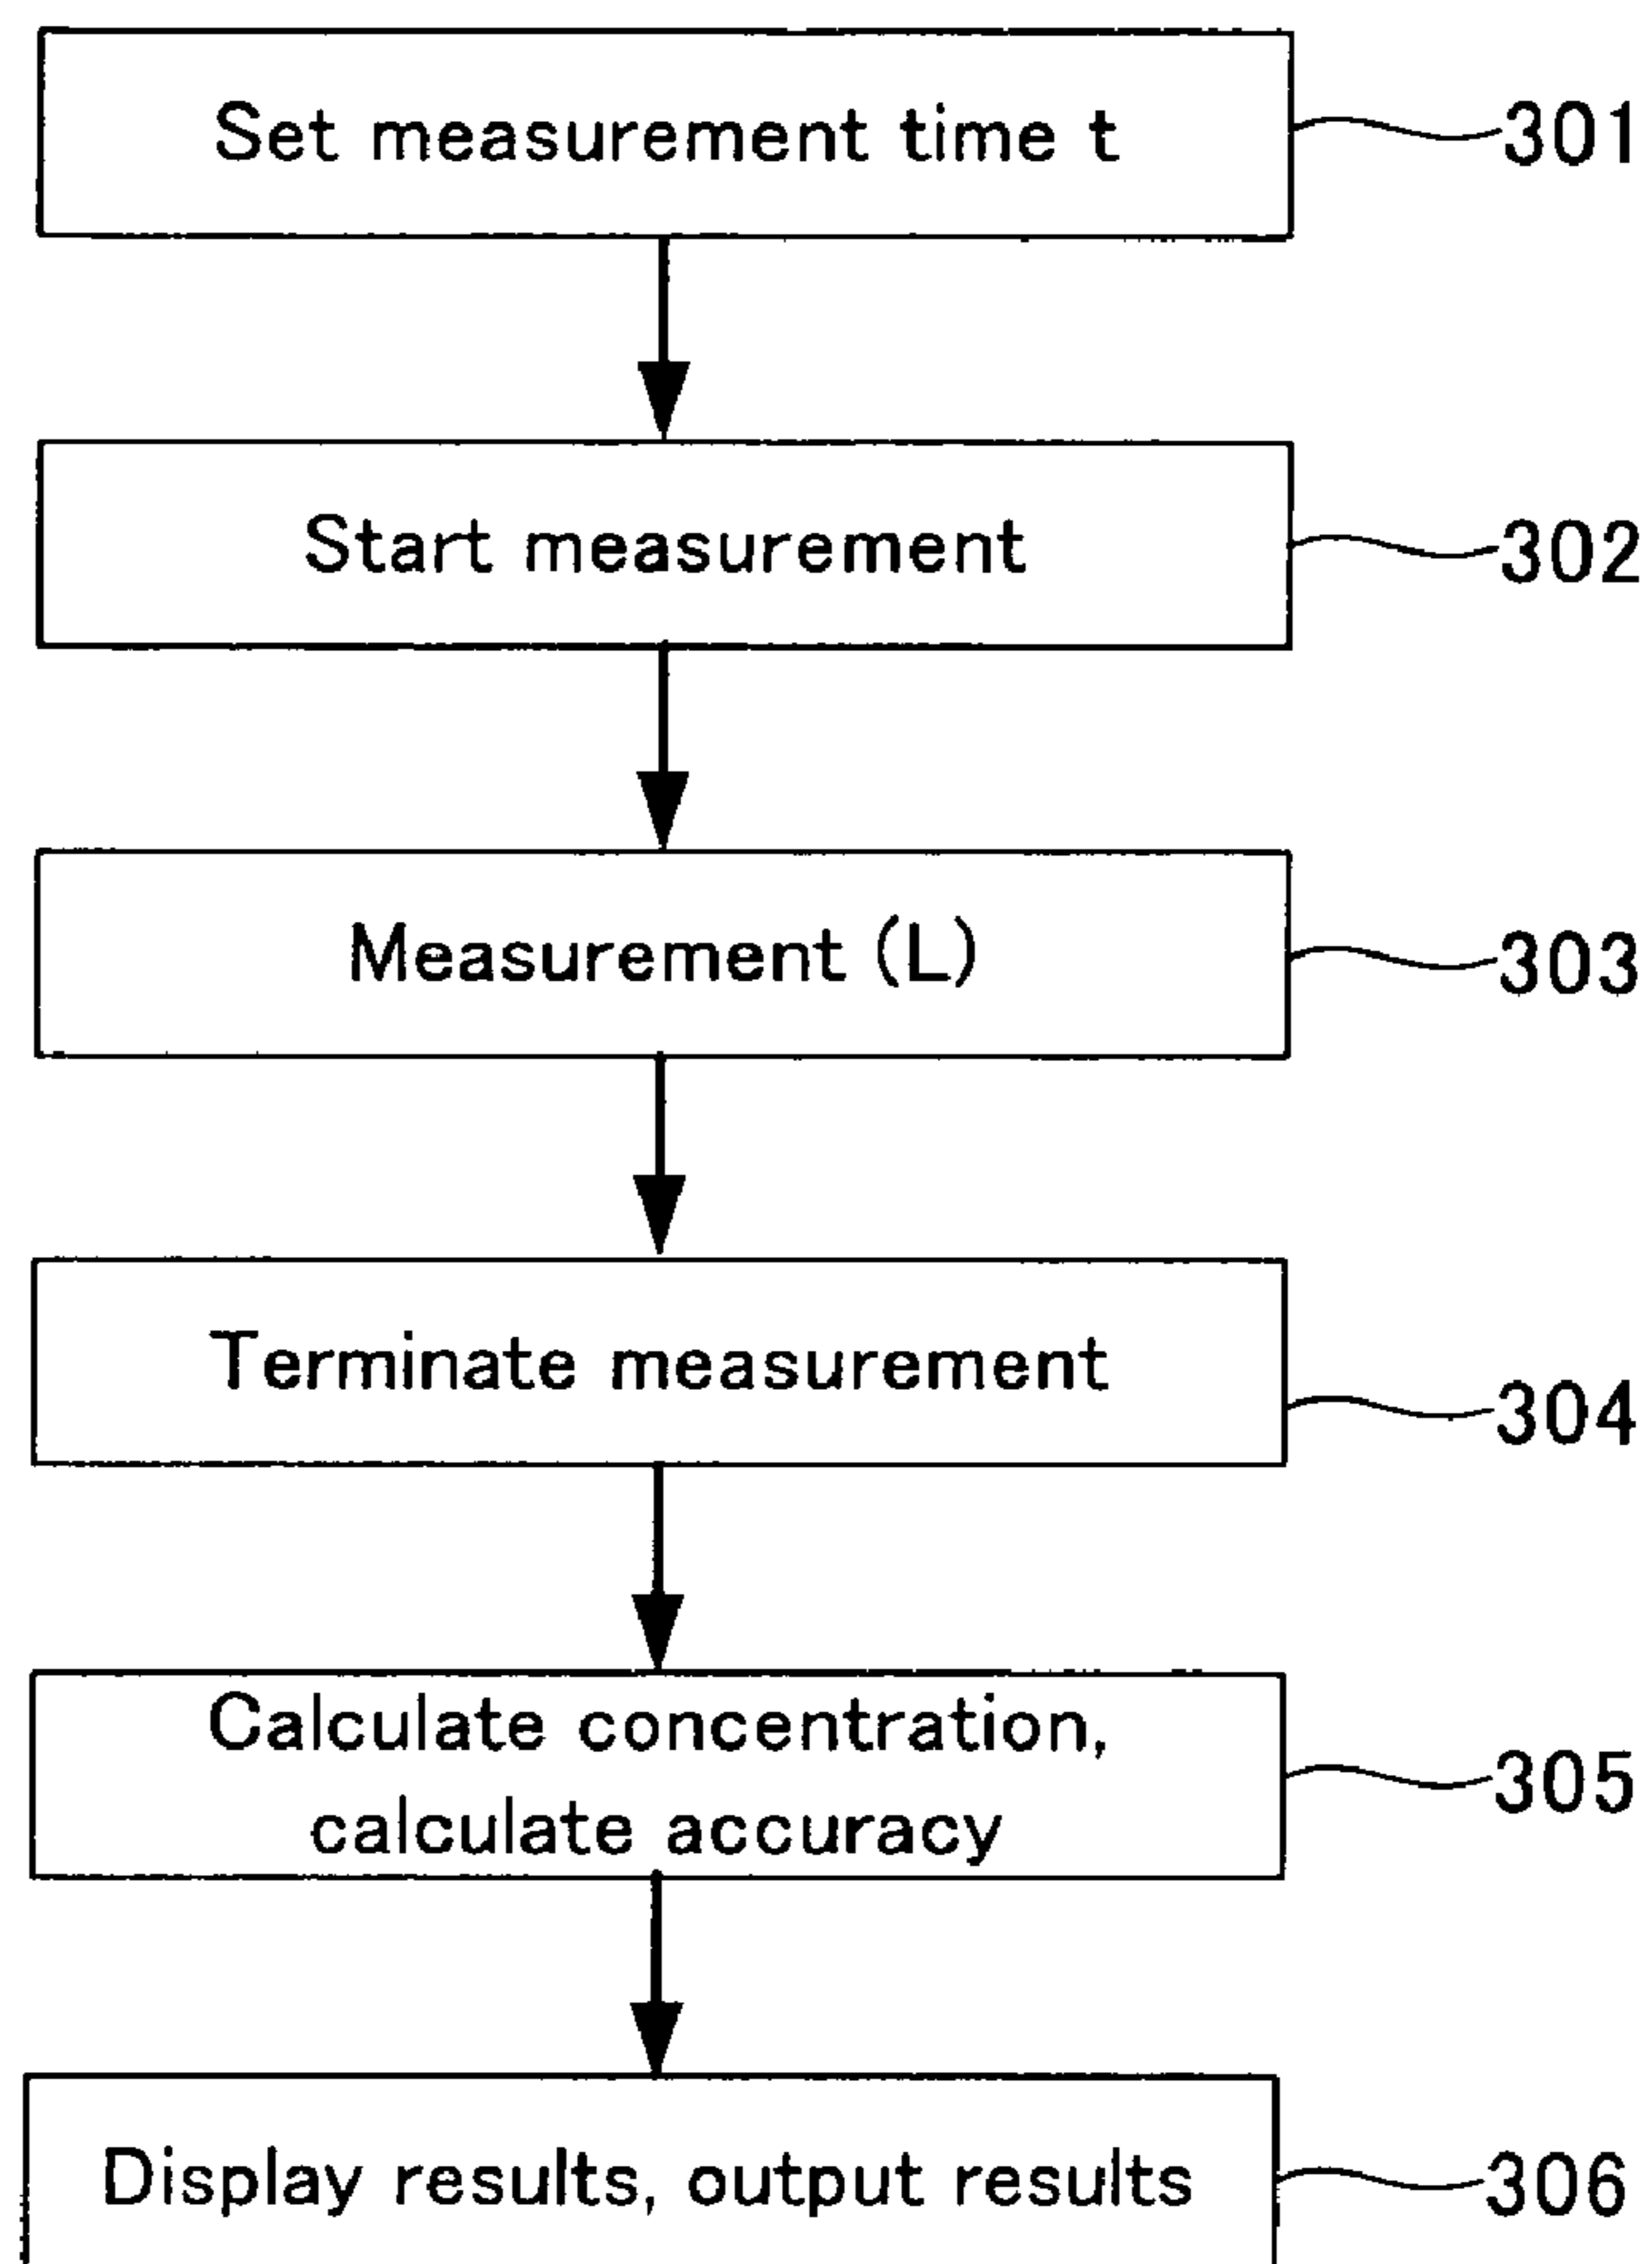 Set measurement time t
301
Start measurement
302
Measurement (L)
303
Terminate measurement
304
Calculate concentration,
calculate accuracy
305
Display results, output results
306